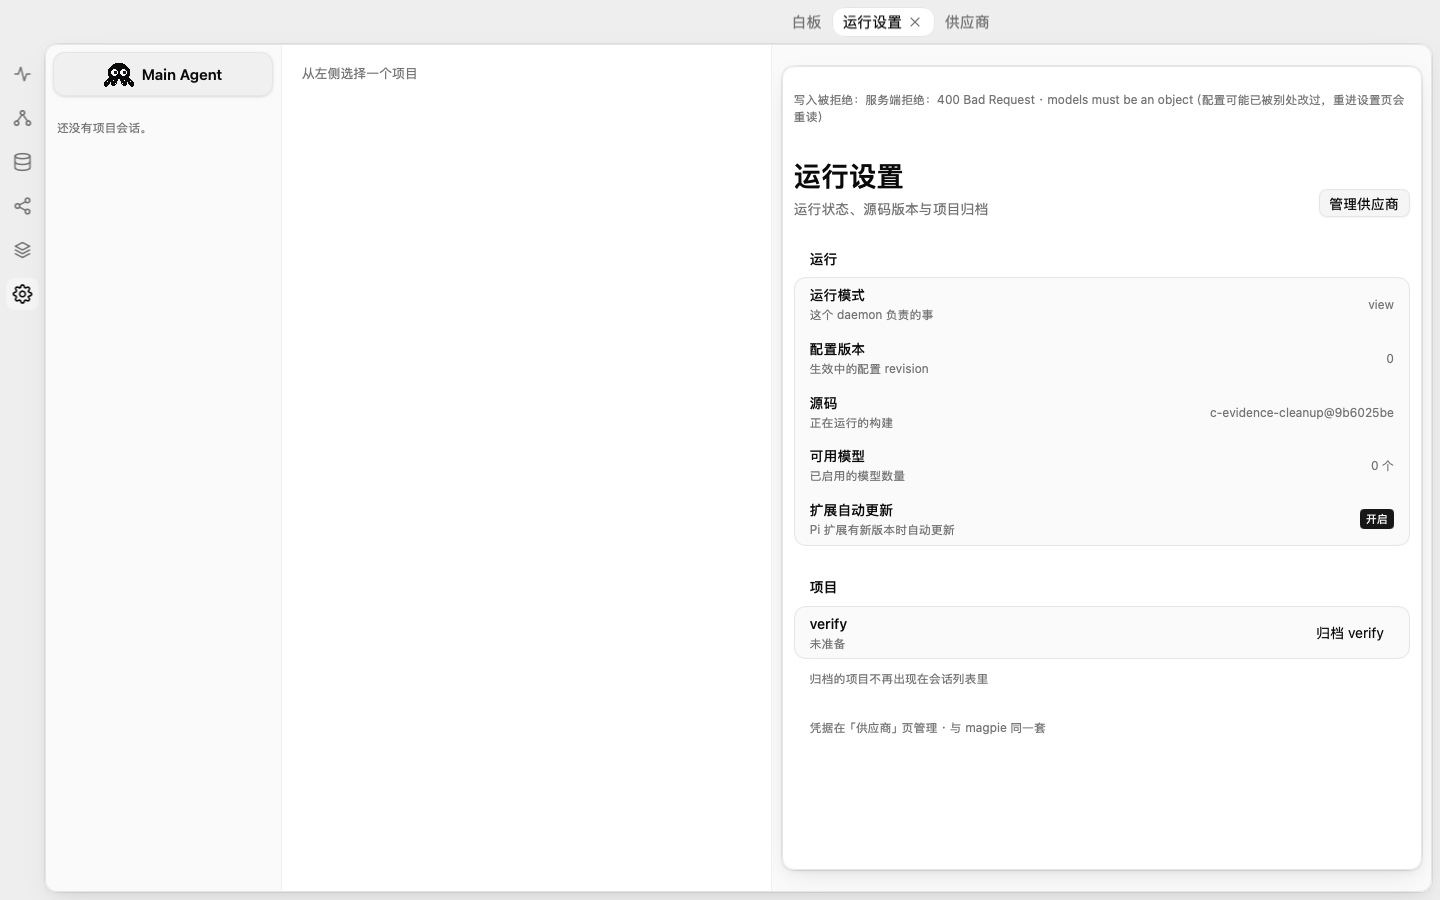 白板
运行设置
供应商
Main Agent
还没有项目会话。
从左侧选择一个项目
写入被拒绝：服务端拒绝：400 Bad Request · models must be an object (配置可能已被别处改过，重进设置页会
重读)
运行设置
运行状态、源码版本与项目归档
管理供应商
运行
运行模式
这个 daemon 负责的事
view
配置版本
生效中的配置 revision
0
源码
正在运行的构建
c-evidence-cleanup@9b6025be
可用模型
已启用的模型数量
0 个
扩展自动更新
Pi 扩展有新版本时自动更新
开启
项目
verify
未准备
归档 verify
归档的项目不再出现在会话列表里
凭据在「供应商」页管理 · 与 magpie 同一套